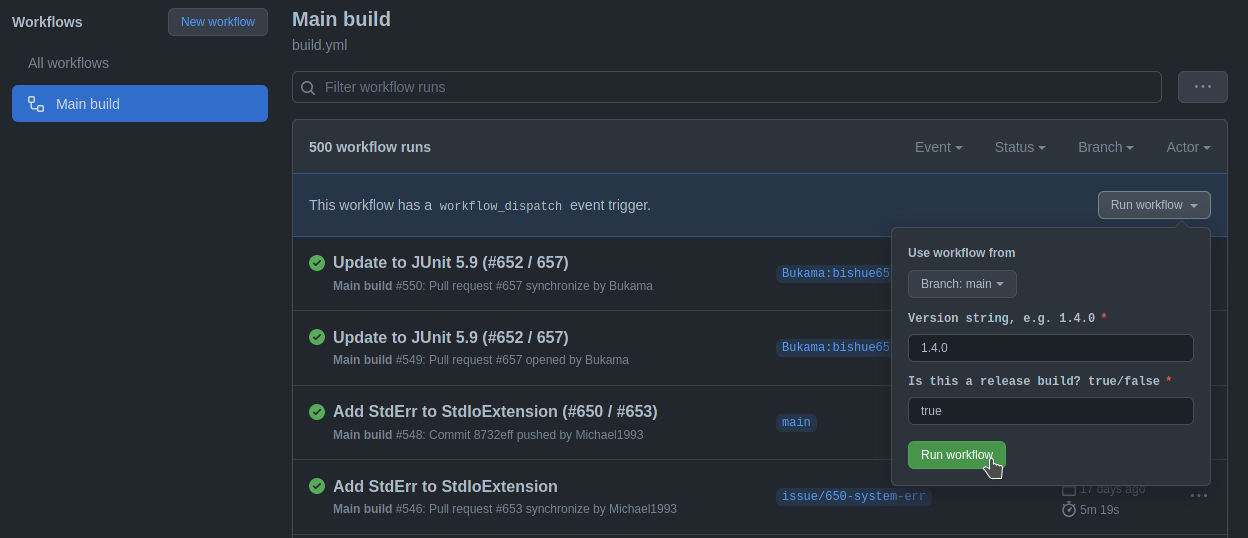 Workflows
New workflow
All workflows
Main build
Main build
build.yml
Filter workflow runs
500 workflow runs
Event
Status
Branch
Actor
This workflow has a workflow_dispatch event trigger.
Run workflow
Use workflow from
Branch: main
Version string, e.g. 1.4.0 *
1.4.0
Is this a release build? true/false *
true
Run workflow
Update to JUnit 5.9 (#652 / 657)
Main build #550: Pull request #657 synchronize by Bukama
Bukama:bishue65
Update to JUnit 5.9 (#652 / 657)
Main build #549: Pull request #657 opened by Bukama
Bukama:bishue65
Add StdErr to StdIoExtension (#650 / #653)
Main build #548: Commit 8732eff pushed by Michael1993
main
Add StdErr to StdIoExtension
Main build #546: Pull request #653 synchronize by Michael1993
issue/650-system-err
17 days ago
5m 19s